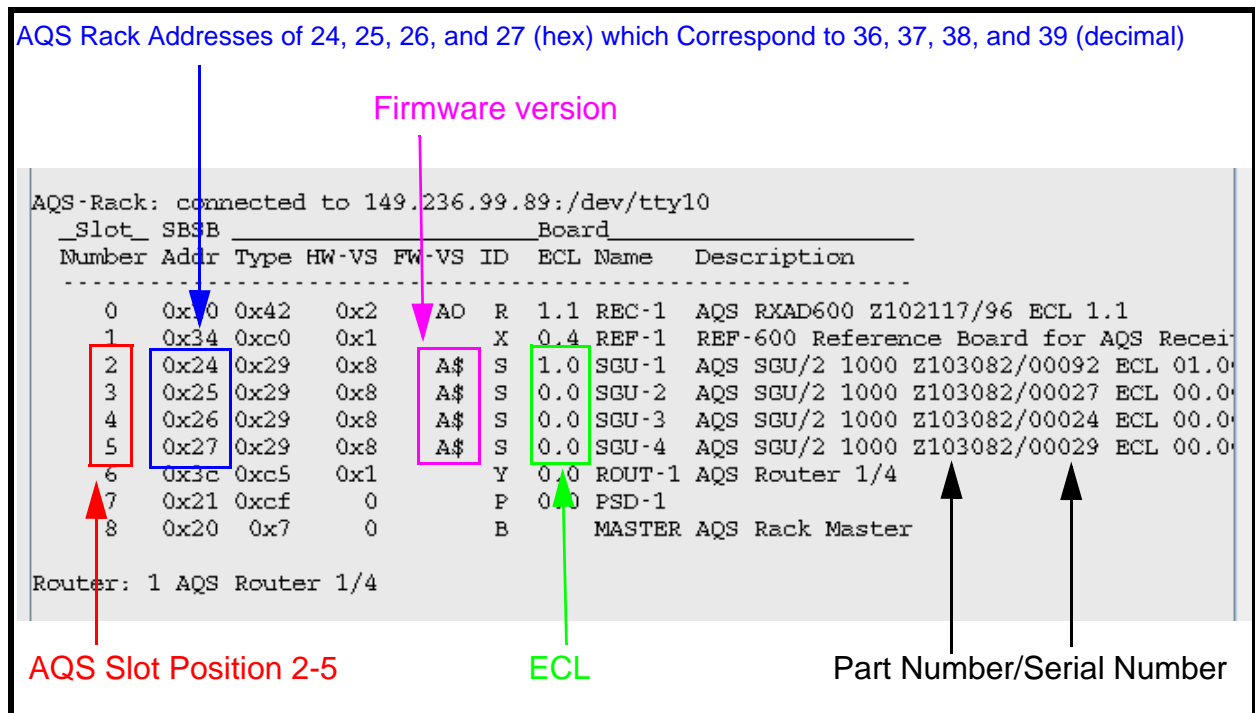 AQS Rack Addresses of 24, 25, 26, and 27 (hex) which Correspond to 36, 37, 38, and 39 (decimal)
Firmware version
AQS-Rack: connected to 149.236.99.89:/dev/tty10
_Slot_ SBSB _____Board_____
Number Addr Type HW-VS FW-VS ID ECL Name Description
0 0x42 0x2 AO R 1.1 REC-1 AQS RXAD600 Z102117/96 ECL 1.1
1 0x34 0xc0 0x1 X 0.4 REF-1 REF-600 Reference Board for AQS Recei
2 0x24 0x29 0x8 A$ S 1.0 SGU-1 AQS SGU/2 1000 Z103082/00092 ECL 01.0
3 0x25 0x29 0x8 A$ S 0.0 SGU-2 AQS SGU/2 1000 Z103082/00027 ECL 00.0
4 0x26 0x29 0x8 A$ S 0.0 SGU-3 AQS SGU/2 1000 Z103082/00024 ECL 00.0
5 0x27 0x29 0x8 A$ S 0.0 SGU-4 AQS SGU/2 1000 Z103082/00029 ECL 00.0
6 0x3c 0xc5 0x1 Y 0.0 ROUT-1 AQS Router 1/4
7 0x21 0xcf 0 P 0.0 PSD-1
8 0x20 0x7 0 B MASTER AQS Rack Master
Router: 1 AQS Router 1/4
AQS Slot Position 2-5
ECL
Part Number/Serial Number